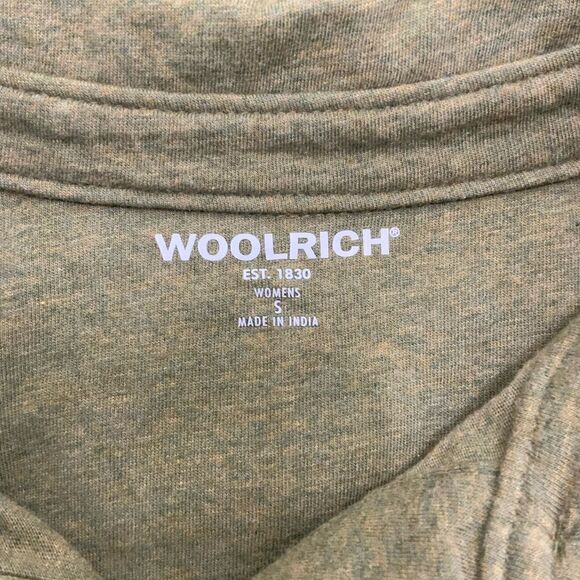 WOOLRICH®
EST. 1830
WOMENS
S
MADE IN INDIA